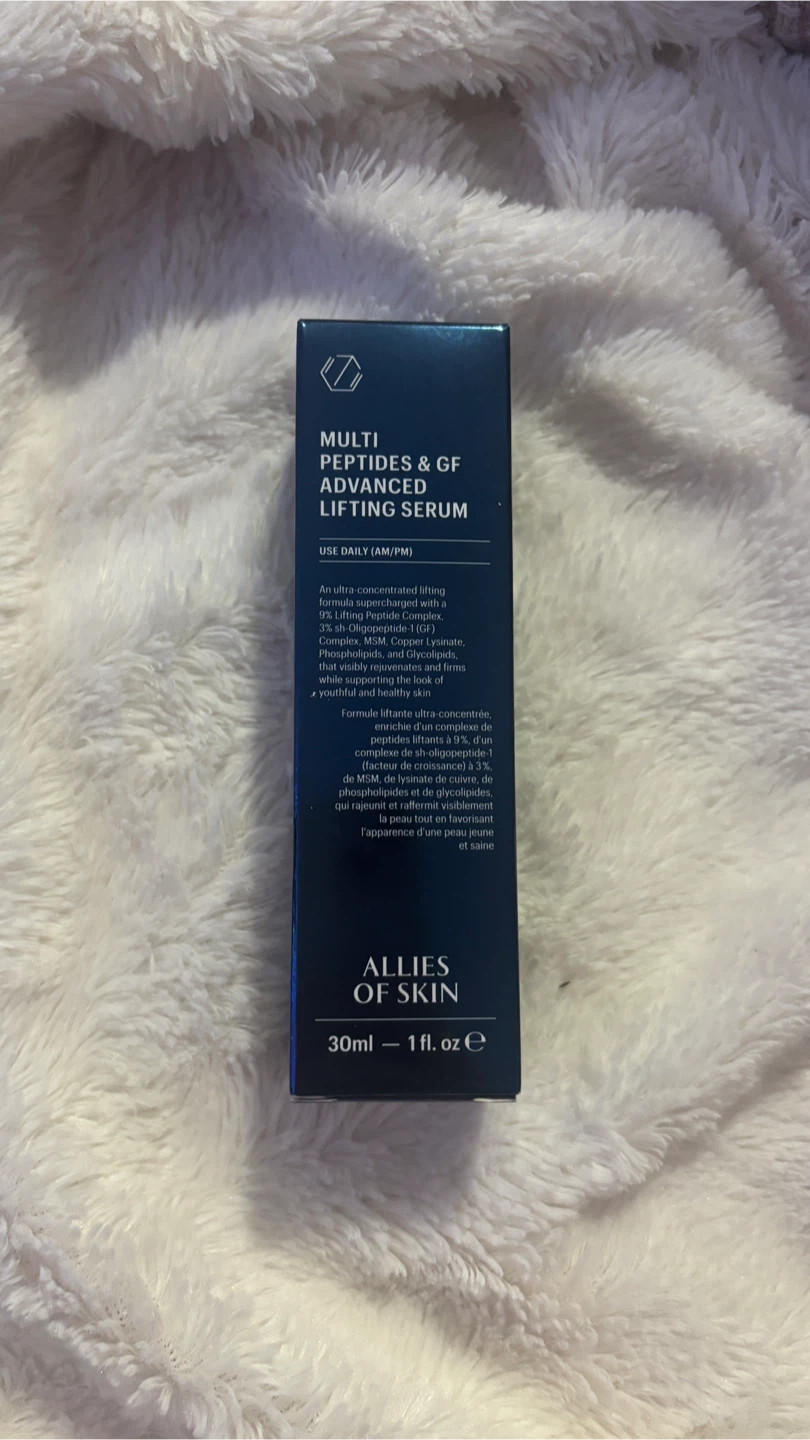 MULTI
PEPTIDES & GF
ADVANCED
LIFTING SERUM
USE DAILY (AM/PM)
An ultra-concentrated lifting
formula supercharged with a
9% Lifting Peptide Complex,
3% sh-Oligopeptide-1 (GF)
Complex, MSM, Copper Lysinate,
Phospholipids, and Glycolipids,
that visibly rejuvenates and firms
while supporting the look of
youthful and healthy skin
Formule liftante ultra-concentrée,
enrichie d'un complexe de
peptides liftants à 9%, d'un
complexe de sh-oligopeptide-1
(facteur de croissance) à 3%,
de MSM, de lysinate de cuivre, de
phospholipides et de glycolipides,
qui rajeunit et raffermit visiblement
la peau tout en favorisant
l'apparence d'une peau jeune
et saine
ALLIES
OF SKIN
30ml — 1 fl. oz ℮